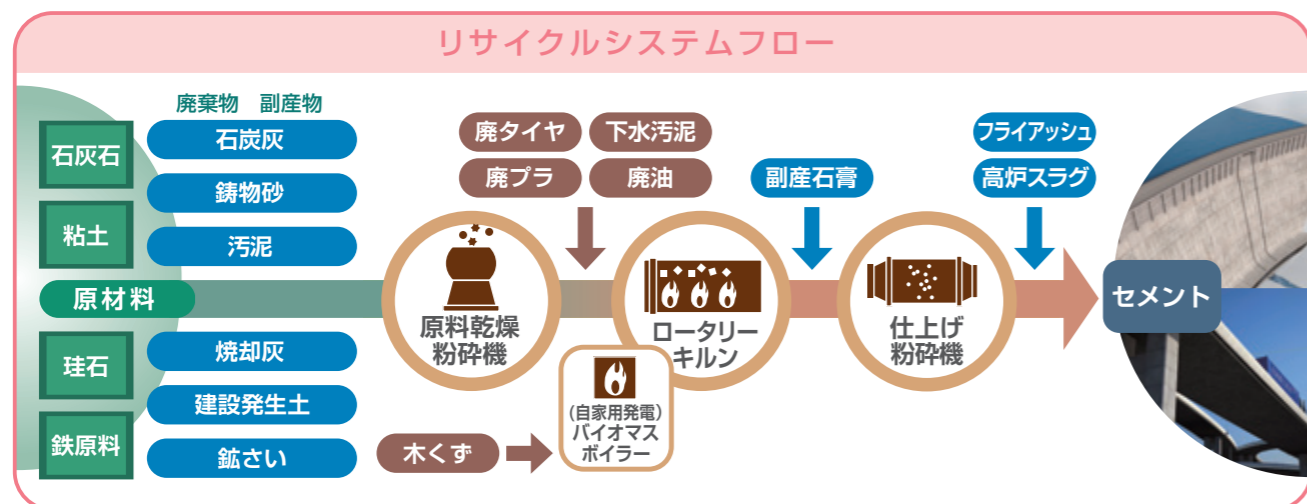 リサイクルシステムフロー
廃棄物 副産物
石灰石
粘土
原材料
珪石
鉄原料
石炭灰
鋳物砂
汚泥
焼却灰
建設発生土
鉱さい
廃タイヤ
下水汚泥
廃プラ
廃油
副産石膏
フライアッシュ
高炉スラグ
原料乾燥
粉砕機
ロータリー
キルン
仕上げ
粉砕機
セメント
木くず
(自家用発電)
バイオマス
ボイラー